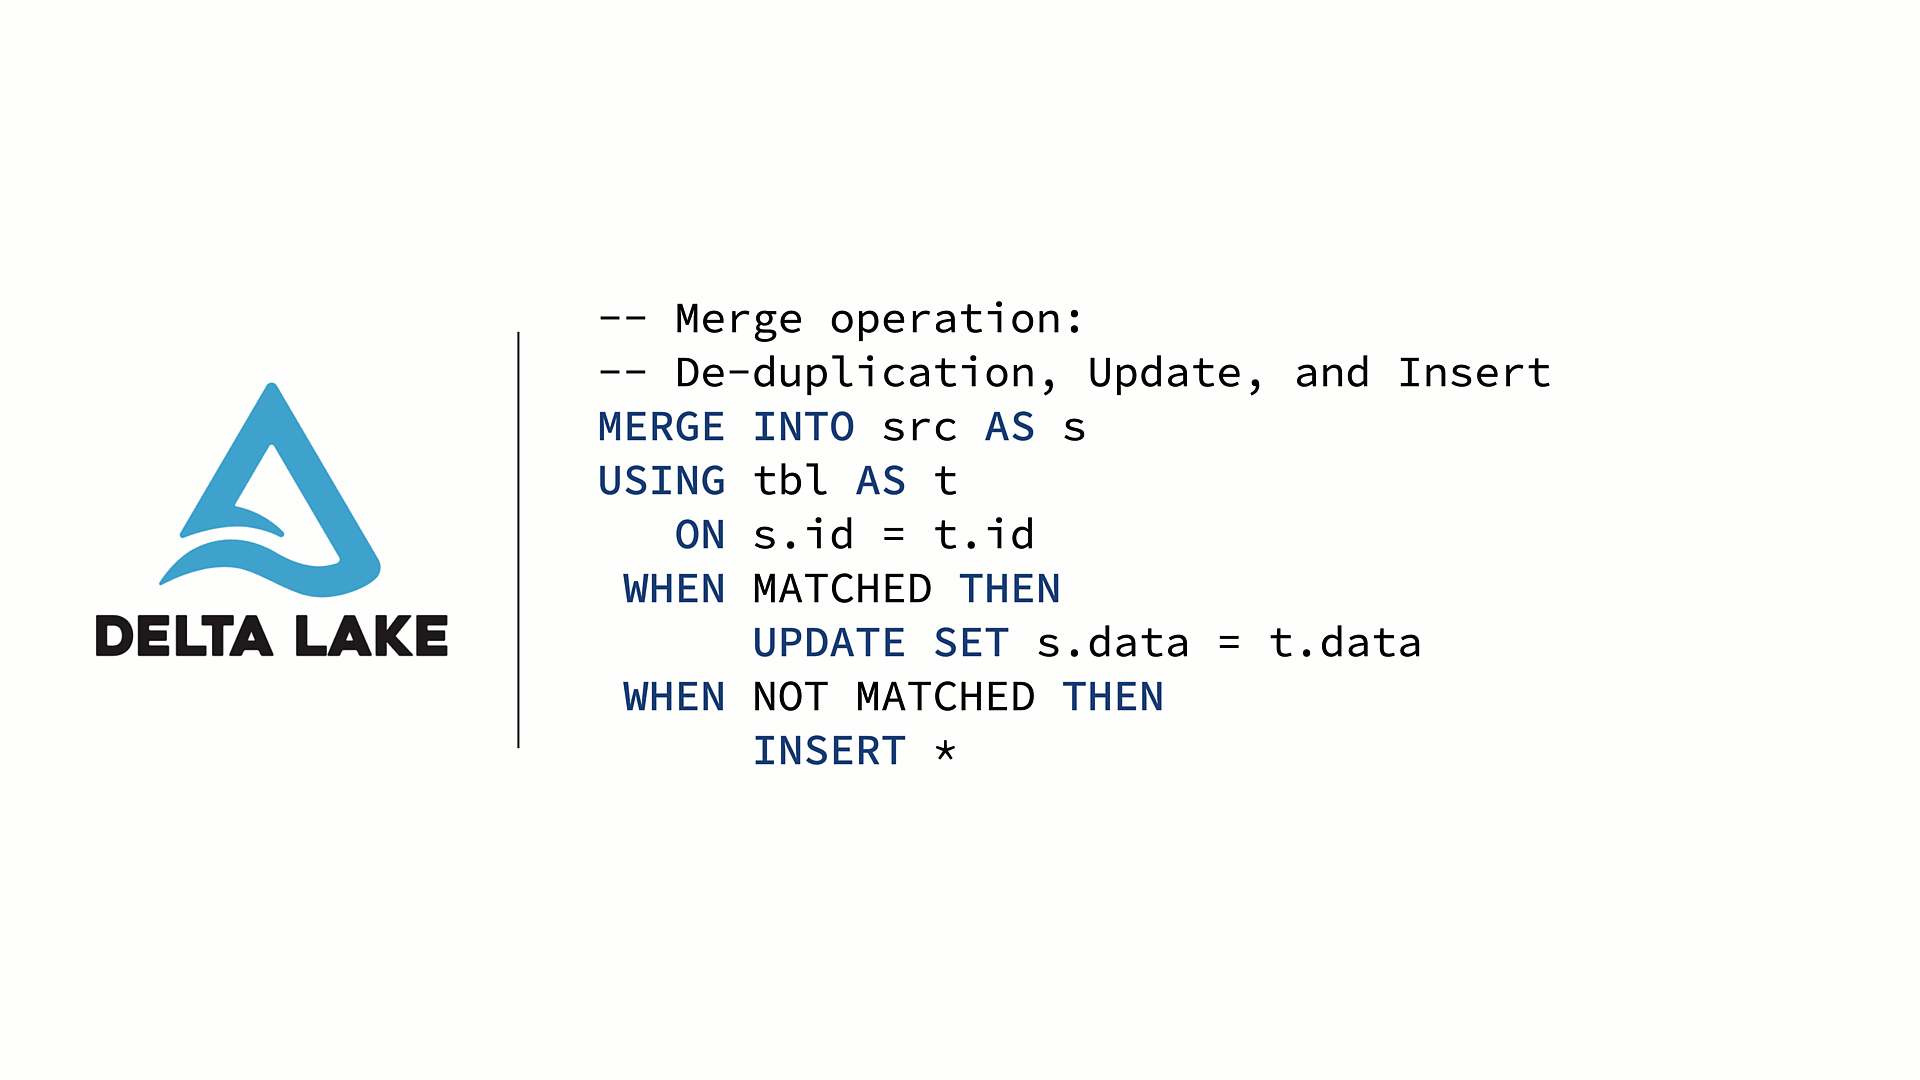 DELTA LAKE
-- Merge operation:
-- De-duplication, Update, and Insert
MERGE INTO src AS s
USING tbl AS t
ON s.id = t.id
WHEN MATCHED THEN
UPDATE SET s.data = t.data
WHEN NOT MATCHED THEN
INSERT *